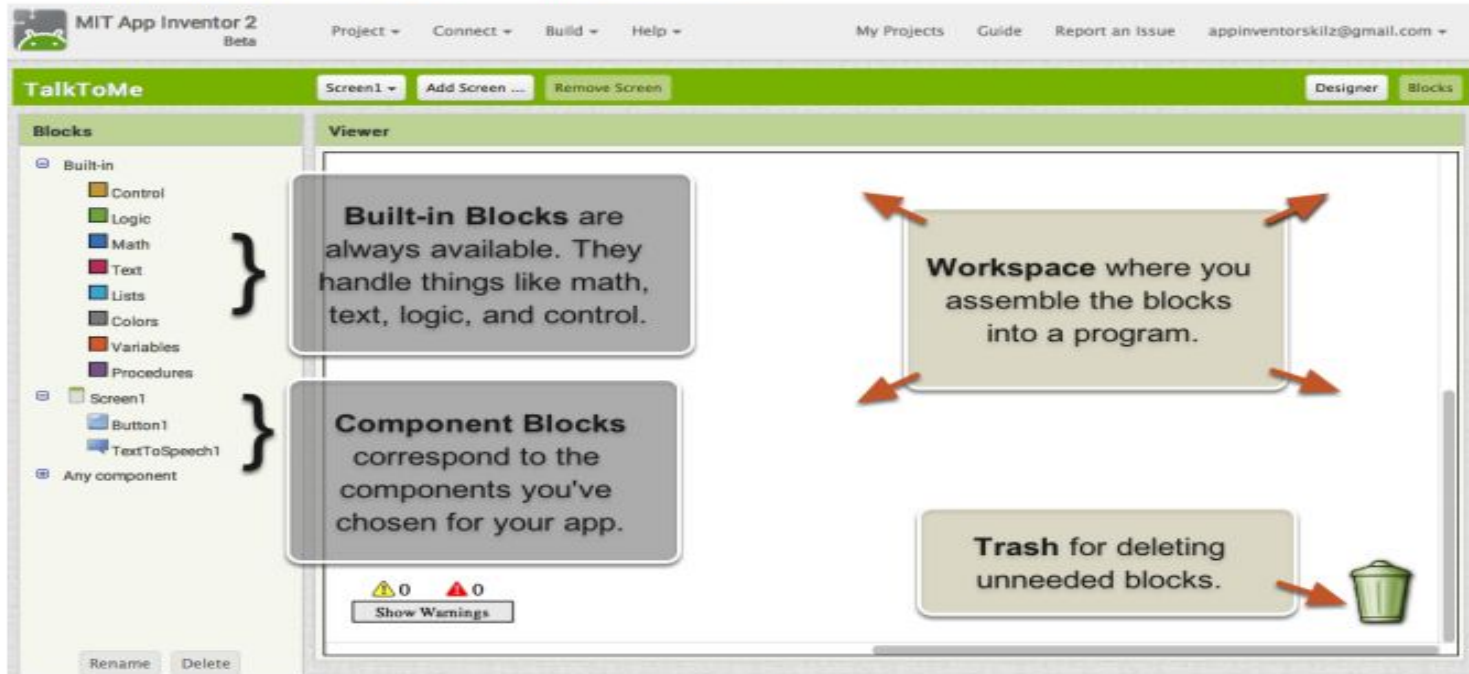 MIT App Inventor 2
Beta
Project Connect Build Help My Projects Guide Report an Issue appinventorskilz@gmail.com
TalkToMe Screen1 Add Screen ... Remove Screen Designer Blocks
Blocks
Viewer
Built-in
Control
Logic
Math
Text
Lists
Colors
Variables
Procedures
Screen1
Button1
TextToSpeech1
Any component
Rename Delete
Built-in Blocks are
always available. They
handle things like math,
text, logic, and control.
Component Blocks
correspond to the
components you've
chosen for your app.
0 0
Show Warnings
Workspace where you
assemble the blocks
into a program.
Trash for deleting
unneeded blocks.